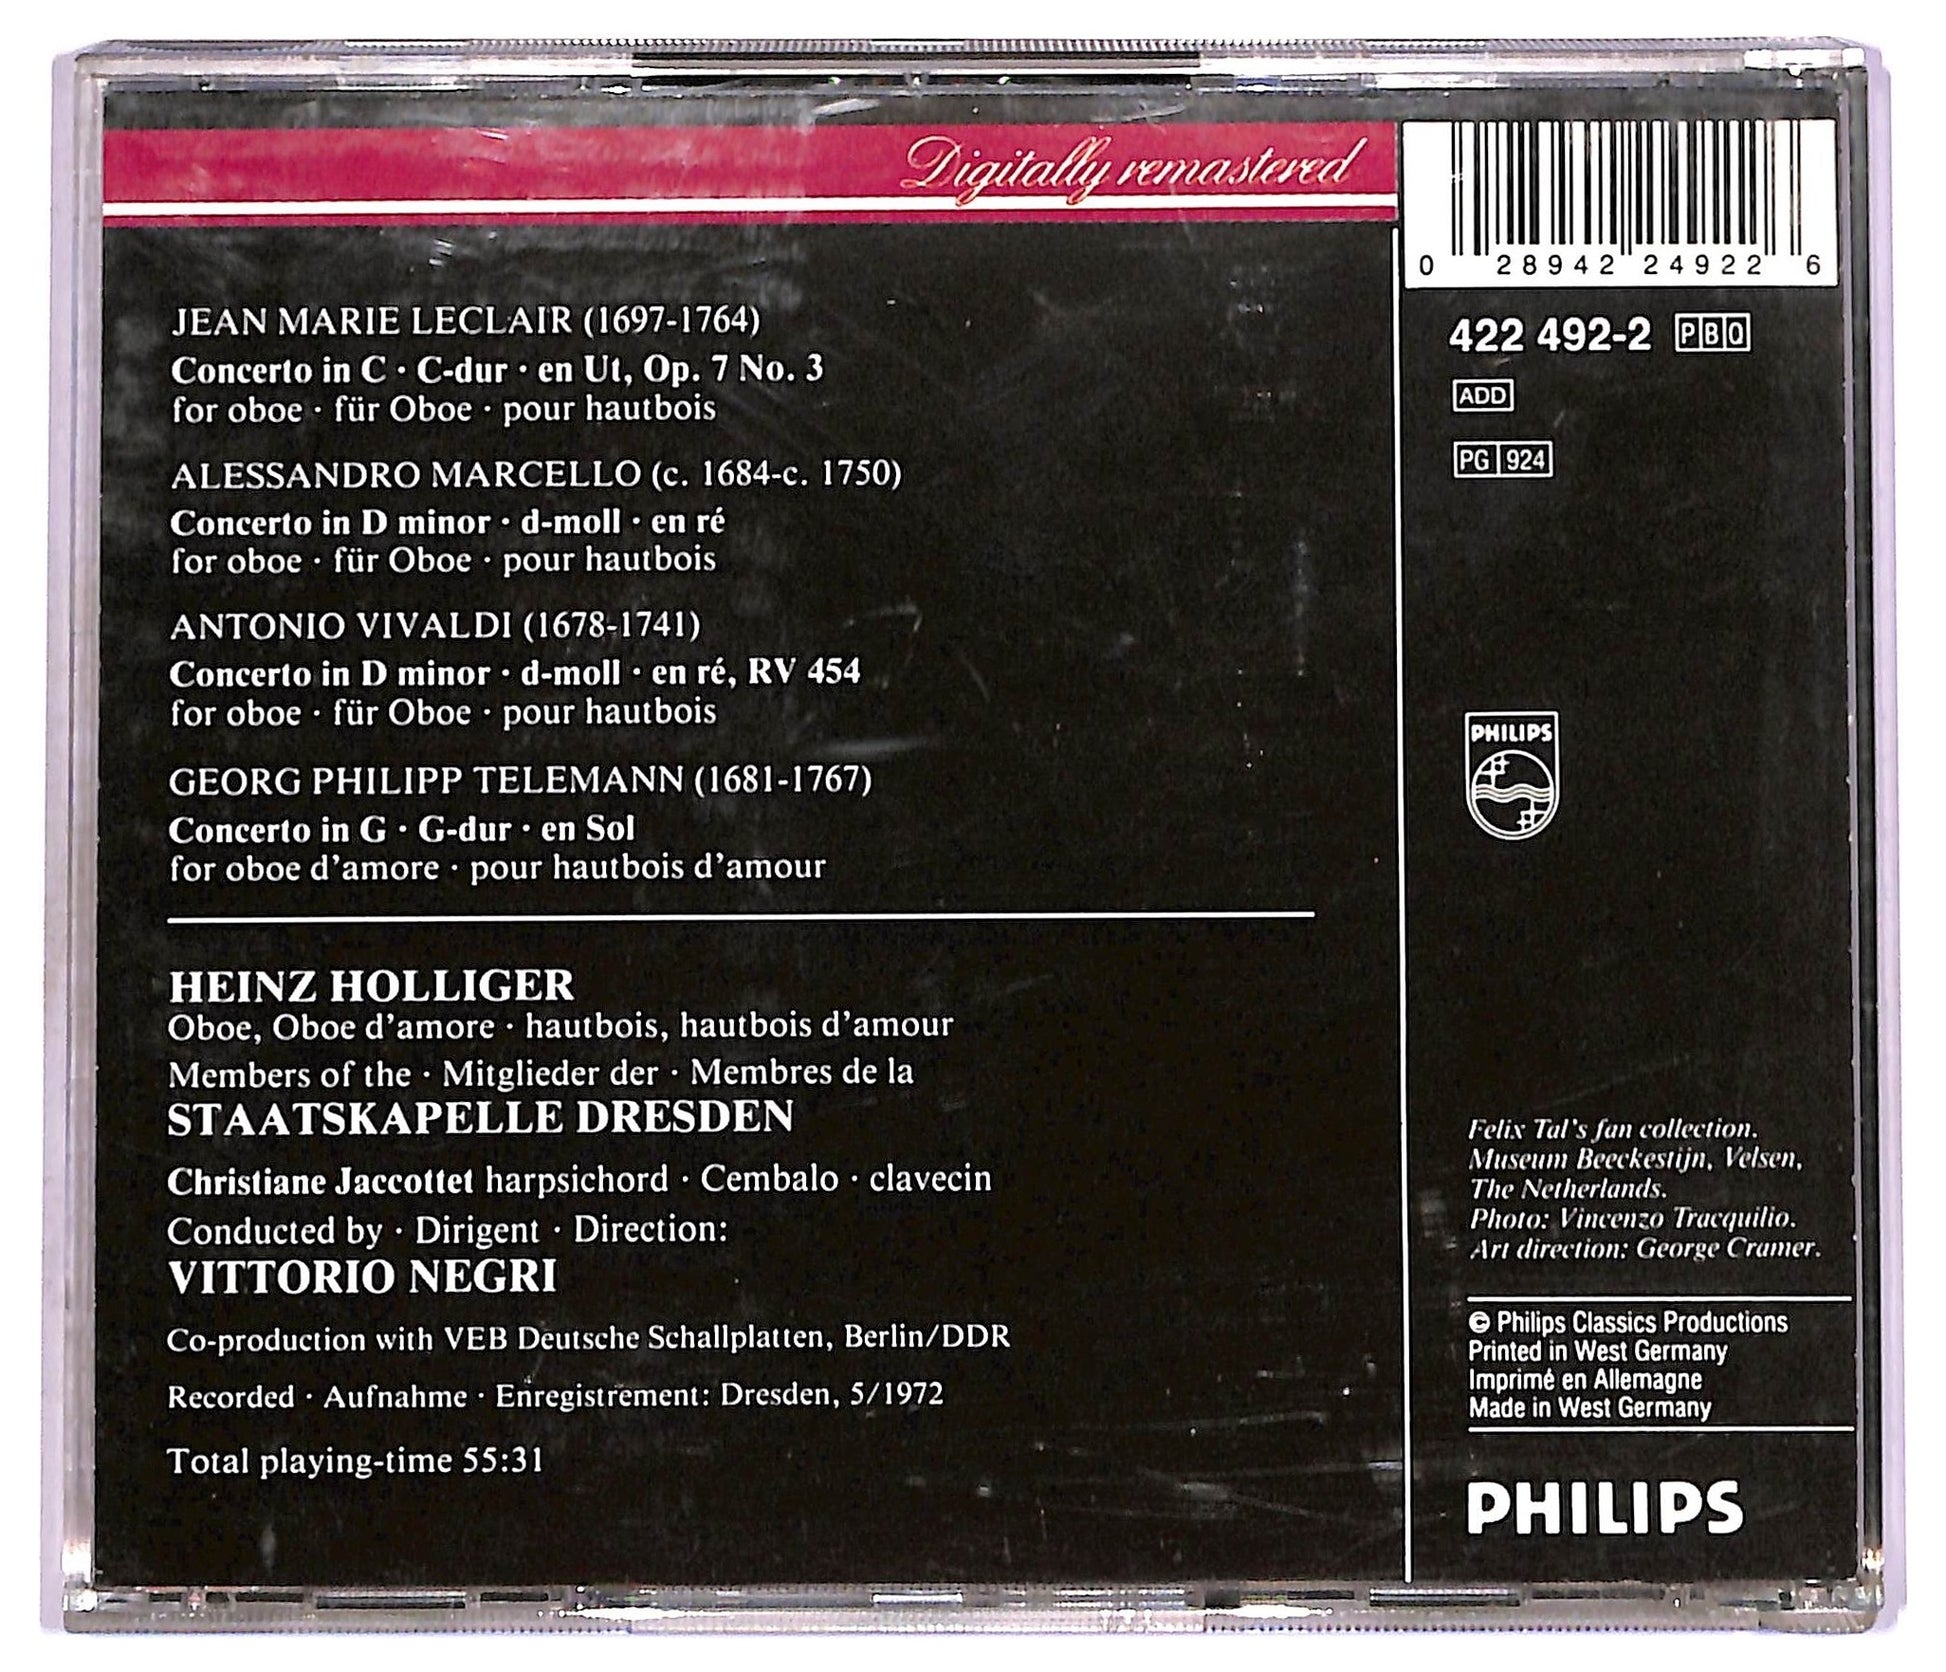 Digitally remastered
0 28942 24922 6
JEAN MARIE LECLAIR (1697-1764)
Concerto in C · C-dur · en Ut, Op. 7 No. 3
for oboe · für Oboe · pour hautbois
ALESSANDRO MARCELLO (c. 1684-c. 1750)
Concerto in D minor · d-moll · en ré
for oboe · für Oboe · pour hautbois
ANTONIO VIVALDI (1678-1741)
Concerto in D minor · d-moll · en ré, RV 454
for oboe · für Oboe · pour hautbois
GEORG PHILIPP TELEMANN (1681-1767)
Concerto in G · G-dur · en Sol
for oboe d'amore · pour hautbois d'amour
HEINZ HOLLIGER
Oboe, Oboe d'amore · hautbois, hautbois d'amour
Members of the · Mitglieder der · Membres de la
STAATSKAPELLE DRESDEN
Christiane Jaccottet harpsichord · Cembalo · clavecin
Conducted by · Dirigent · Direction:
VITTORIO NEGRI
Co-production with VEB Deutsche Schallplatten, Berlin/DDR
Recorded · Aufnahme · Enregistrement: Dresden, 5/1972
Total playing-time 55:31
422 492-2 PBO
ADD
PG 924
PHILIPS
Felix Tal's fan collection.
Museum Beeckestijn, Velsen,
The Netherlands.
Photo: Vincenzo Tracquilio.
Art direction: George Cramer.
© Philips Classics Productions
Printed in West Germany
Imprimé en Allemagne
Made in West Germany
PHILIPS